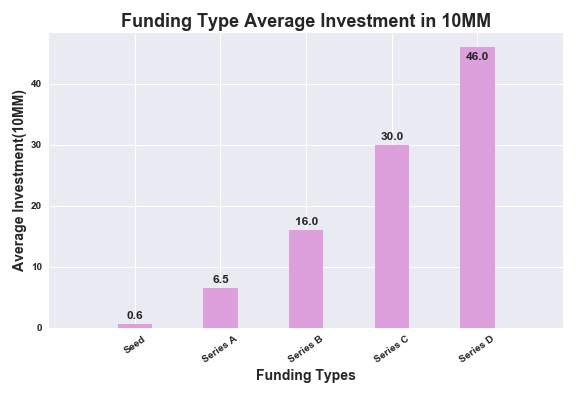 Funding Type Average Investment in 10MM
Average Investment(10MM)
40
30
20
10
0
0.6
6.5
16.0
30.0
46.0
Seed
Series A
Series B
Series C
Series D
Funding Types